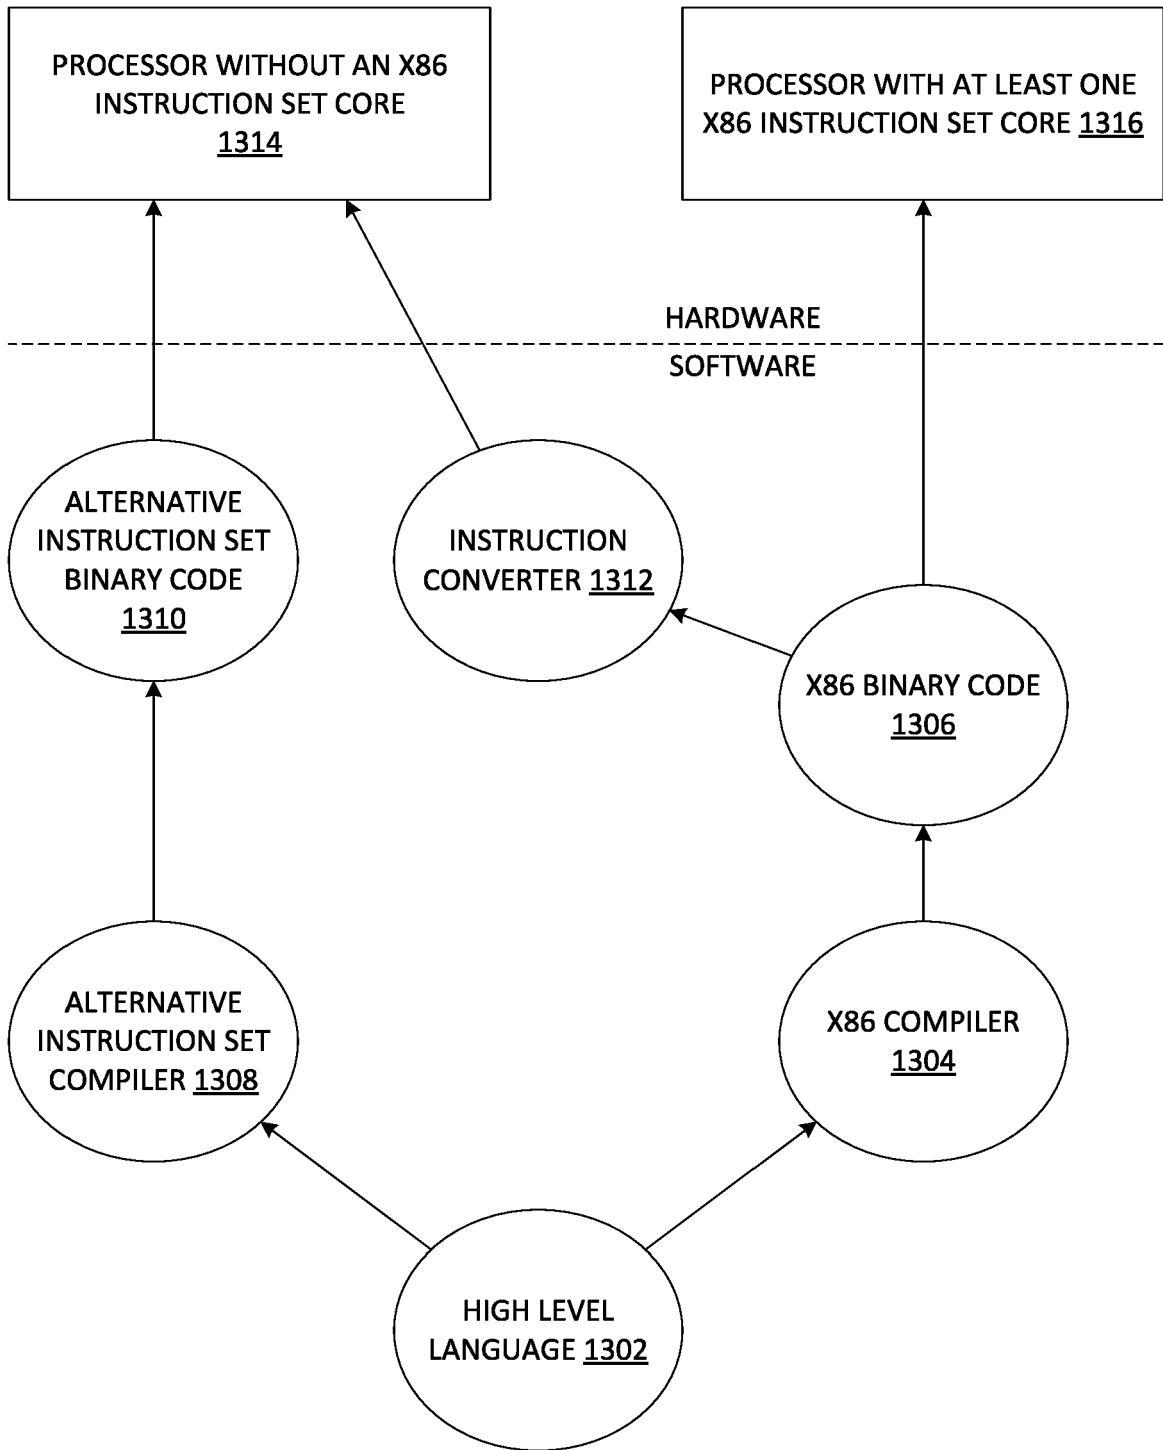 PROCESSOR WITHOUT AN X86
INSTRUCTION SET CORE
1314
PROCESSOR WITH AT LEAST ONE
X86 INSTRUCTION SET CORE 1316
HARDWARE
SOFTWARE
ALTERNATIVE
INSTRUCTION SET
BINARY CODE
1310
INSTRUCTION
CONVERTER 1312
X86 BINARY CODE
1306
ALTERNATIVE
INSTRUCTION SET
COMPILER 1308
X86 COMPILER
1304
HIGH LEVEL
LANGUAGE 1302